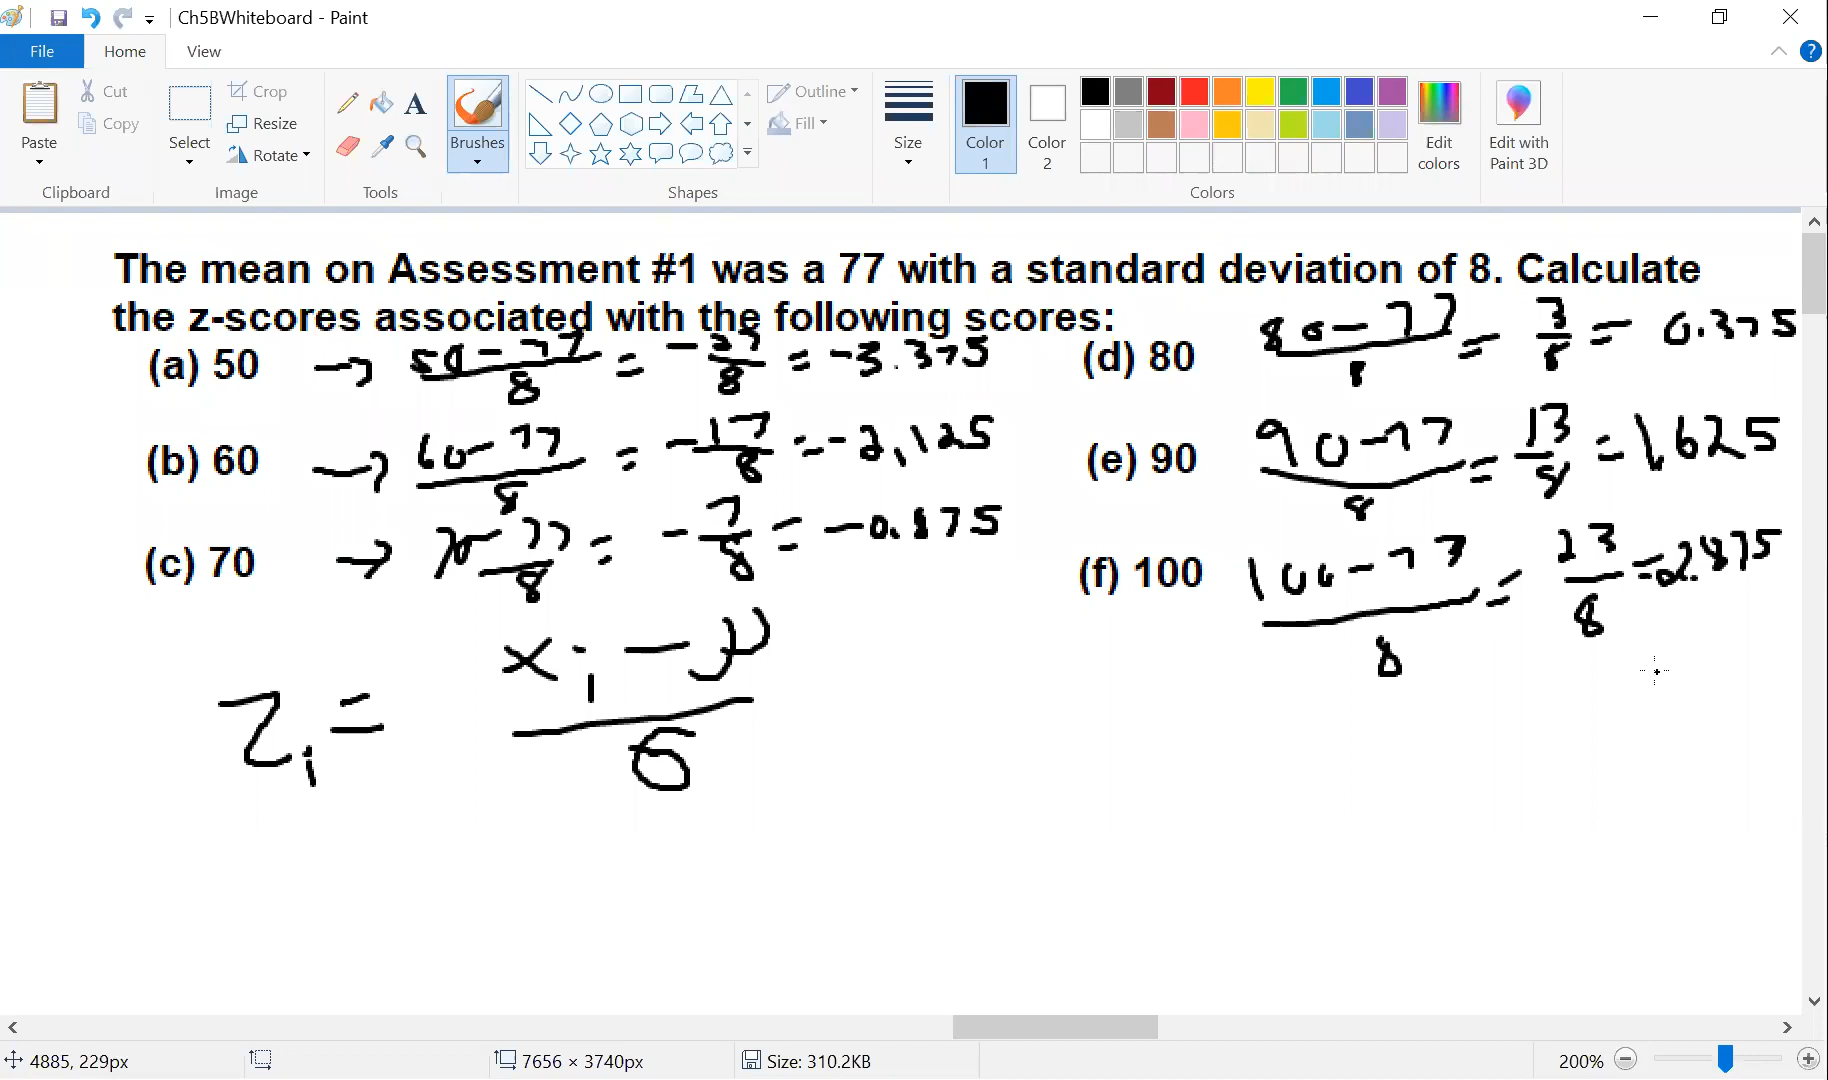 Ch5BWhiteboard - Paint
File Home View
Paste
Cut
Copy
Clipboard
Select
Crop
Resize
Rotate
Image
A
Tools
Brushes
Shapes
Outline
Fill
Size
Color 1
Color 2
Colors
Edit colors
Edit with Paint 3D
The mean on Assessment #1 was a 77 with a standard deviation of 8. Calculate
the z-scores associated with the following scores:
(a) 50 → 50-77/8 = -27/8 = -3.375
(b) 60 → 60-77/8 = -17/8 = -2.125
(c) 70 → 70-77/8 = -7/8 = -0.875
(d) 80 80-77/8 = 3/8 = 0.375
(e) 90 90-77/8 = 13/8 = 1.625
(f) 100 100-77/8 = 23/8 = 2.875
zᵢ = xᵢ - μ/σ
4885, 229px
7656 × 3740px
Size: 310.2KB
200%